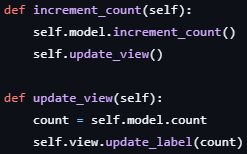 def increment_count(self):
    self.model.increment_count()
    self.update_view()

def update_view(self):
    count = self.model.count
    self.view.update_label(count)